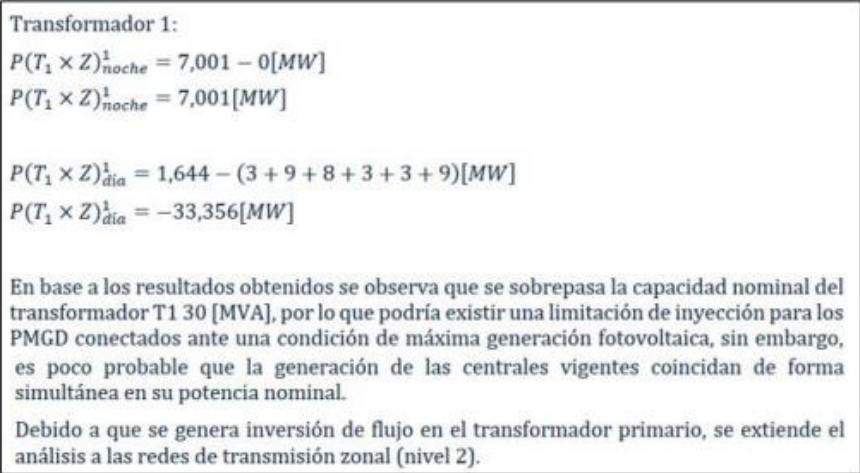 Transformador 1:
P(T₁ × Z)¹noche = 7,001 − 0[MW]
P(T₁ × Z)¹noche = 7,001[MW]
P(T₁ × Z)¹día = 1,644 − (3 + 9 + 8 + 3 + 3 + 9)[MW]
P(T₁ × Z)¹día = −33,356[MW]
En base a los resultados obtenidos se observa que se sobrepasa la capacidad nominal del
transformador T1 30 [MVA], por lo que podría existir una limitación de inyección para los
PMGD conectados ante una condición de máxima generación fotovoltaica, sin embargo,
es poco probable que la generación de las centrales vigentes coincidan de forma
simultánea en su potencia nominal.
Debido a que se genera inversión de flujo en el transformador primario, se extiende el
análisis a las redes de transmisión zonal (nivel 2).